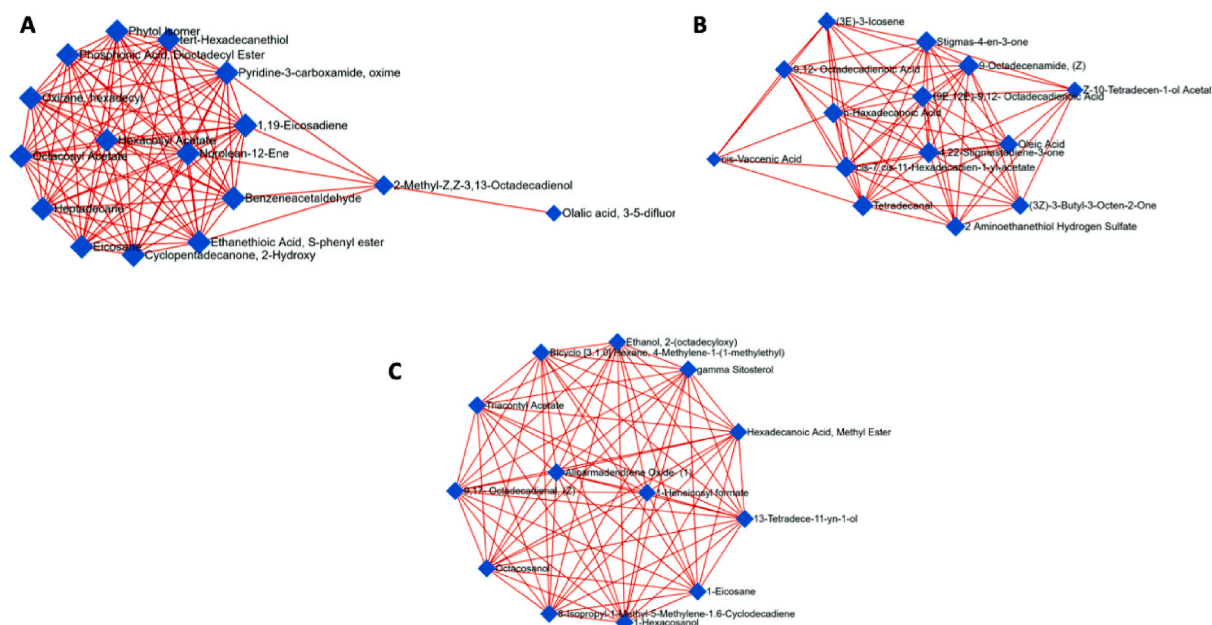 A
Phytol Isomer
tert-Hexadecanethiol
Phosphonic Acid, Dioctadecyl Ester
Pyridine-3-carboxamide, oxime
Oxirane, hexadecyl
1,19-Eicosadiene
Hexacosyl Acetate
Octacosyl Acetate
Norolean-12-Ene
2-Methyl-Z,Z-3,13-Octadecadienol
Benzeneacetaldehyde
Heptadecane
Olalic acid, 3-5-difluor
Ethanethioic Acid, S-phenyl ester
Eicosane
Cyclopentadecanone, 2-Hydroxy
B
(3E)-3-Icosene
Stigmas-4-en-3-one
9,12- Octadecadienoic Acid
9-Octadecenamide, (Z)
Z-10-Tetradecen-1-ol Acetat
(9E,12E)-9,12- Octadecadienoic Acid
n-Haxadecanoic Acid
Oleic Acid
4,22-Stigmastadiene-3-one
cis-Vaccenic Acid
cis-7,cis-11-Hexadecadien-1-yl-acetate
Tetradecanal
(3Z)-3-Butyl-3-Octen-2-One
2 Aminoethanethiol Hydrogen Sulfate
C
Ethanol, 2-(octadecyloxy)
Bicyclo [3.1.0] Hexane, 4-Methylene-1-(1-methylethyl)
gamma Sitosterol
Triacontyl Acetate
Hexadecanoic Acid, Methyl Ester
Alloarmadendrene Oxide- (1)
9,17- Octadecadienal, (Z)
1-Heneicosyl formate
13-Tetradece-11-yn-1-ol
Octacosanol
1-Eicosane
8-Isopropyl-1-Methyl-5-Methylene-1.6-Cyclodecadiene
1-Hexacosanol